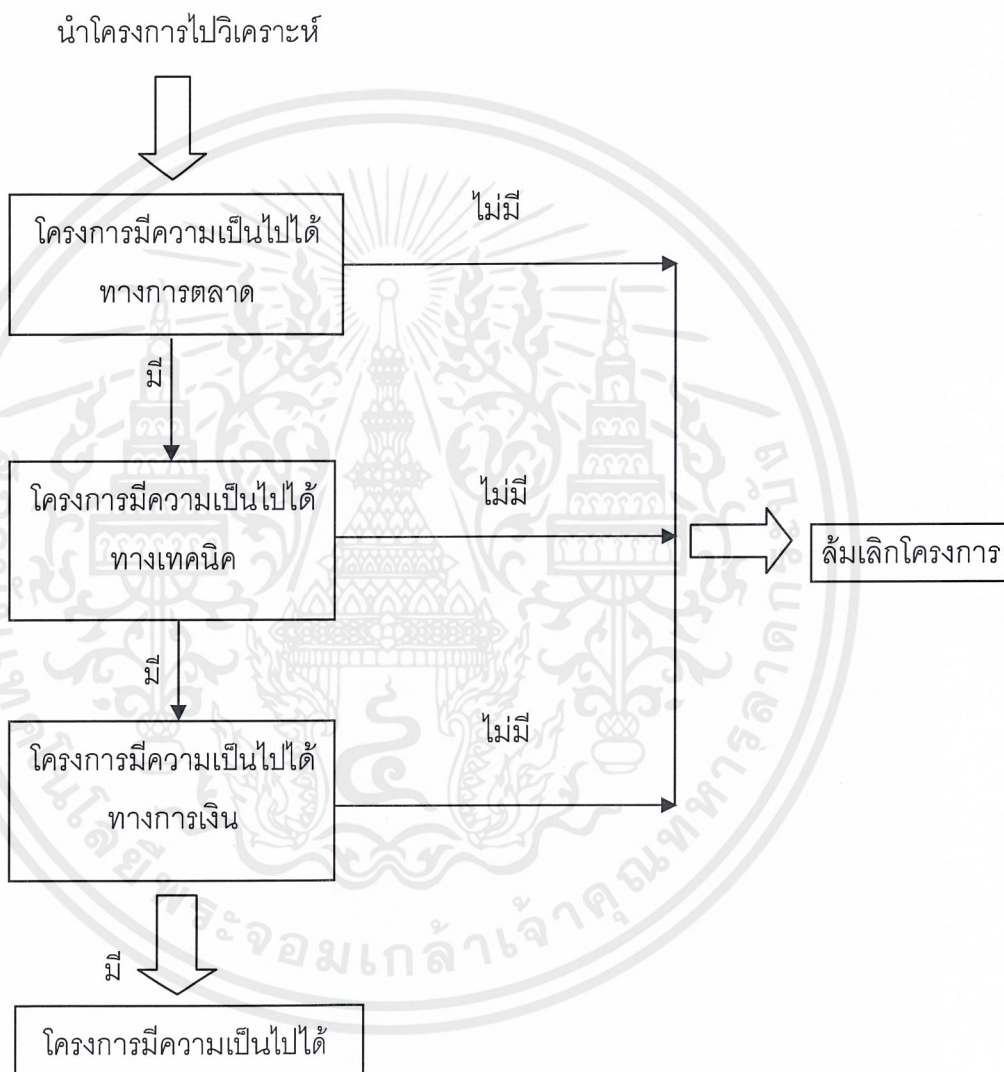 นำโครงการไปวิเคราะห์
โครงการมีความเป็นไปได้
ทางการตลาด
ไม่มี
มี
โครงการมีความเป็นไปได้
ทางเทคนิค
ไม่มี
ล้มเลิกโครงการ
มี
โครงการมีความเป็นไปได้
ทางการเงิน
ไม่มี
มี
โครงการมีความเป็นไปได้